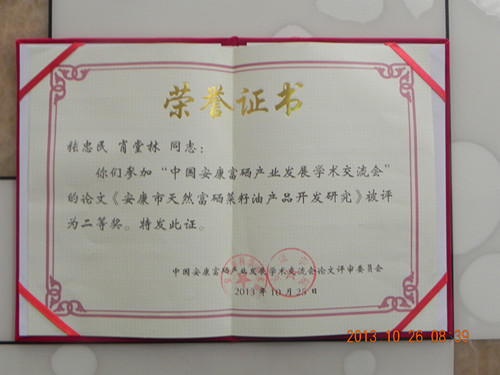 荣誉证书
张忠民 肖堂林 同志：
你们参加“中国安康富硒产业发展学术交流会”
的论文《安康市天然富硒菜籽油产品开发研究》被评
为二等奖。特发此证。
中国安康富硒产业发展学术交流会论文评审委员会
2013年10月25日
2013 10 26 08:39